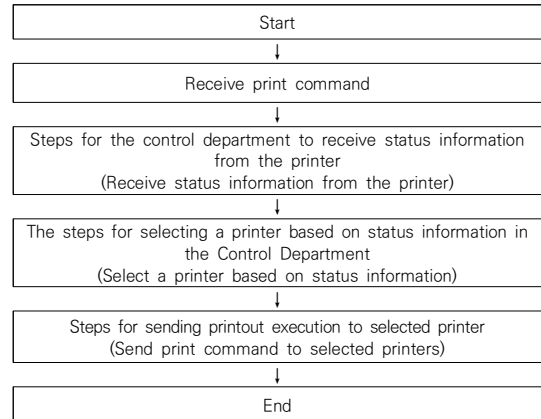 Start
Receive print command
Steps for the control department to receive status information
from the printer
(Receive status information from the printer)
The steps for selecting a printer based on status information in
the Control Department
(Select a printer based on status information)
Steps for sending printout execution to selected printer
(Send print command to selected printers)
End